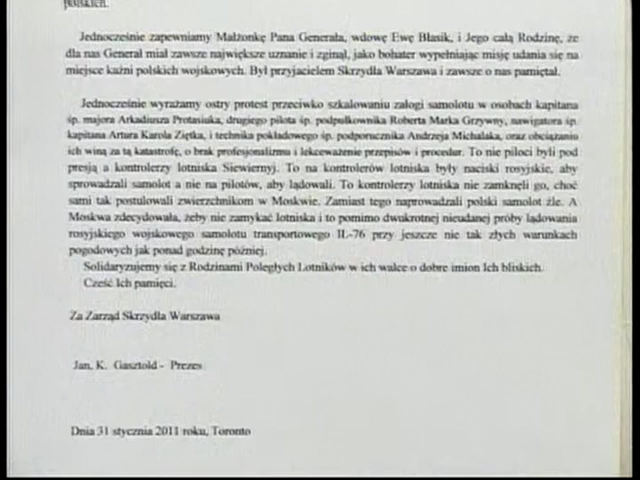 polskich.
Jednocześnie zapewniamy Małżonkę Pana Generała, wdowę Ewę Błasik, i Jego całą Rodzinę, że
dla nas Generał miał zawsze największe uznanie i zginął, jako bohater wypełniając misję udania się na
miejsce kaźni polskich wojskowych. Był przyjacielem Skrzydła Warszawa i zawsze o nas pamiętał.
Jednocześnie wyrażamy ostry protest przeciwko szkalowaniu załogi samolotu w osobach kapitana
śp. majora Arkadiusza Protasiuka, drugiego pilota śp. podpułkownika Roberta Marka Grzywny, nawigatora śp.
kapitana Artura Karola Ziętka, i technika pokładowego śp. podporucznika Andrzeja Michalaka, oraz obciążaniu
ich winą za tą katastrofę, o brak profesjonalizmu i lekceważenie przepisów i procedur. To nie piloci byli pod
presją a kontrolerzy lotniska Siewiernyj. To na kontrolerów lotniska były naciski rosyjskie, aby
sprowadzali samolot a nie na pilotów, aby lądowali. To kontrolerzy lotniska nie zamknęli go, choć
sami tak postulowali zwierzchnikom w Moskwie. Zamiast tego naprowadzali polski samolot źle. A
Moskwa zdecydowała, żeby nie zamykać lotniska i to pomimo dwukrotnej nieudanej próby lądowania
rosyjskiego wojskowego samolotu transportowego IL-76 przy jeszcze nie tak złych warunkach
pogodowych jak ponad godzinę później.
Solidaryzujemy się z Rodzinami Poległych Lotników w ich walce o dobre imion Ich bliskich.
Cześć Ich pamięci.
Za Zarząd Skrzydła Warszawa
Jan. K. Gasztold - Prezes
Dnia 31 stycznia 2011 roku, Toronto